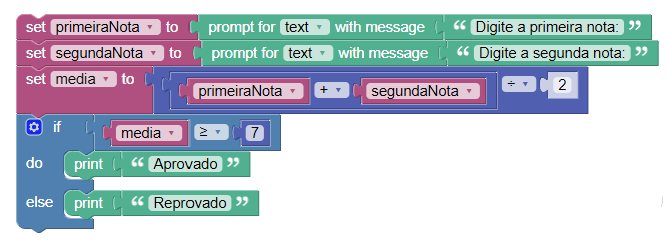 set primeiraNota to prompt for text with message “ Digite a primeira nota: ”
set segundaNota to prompt for text with message “ Digite a segunda nota: ”
set media to primeiraNota + segundaNota ÷ 2
if media ≥ 7
do print “ Aprovado ”
else print “ Reprovado ”